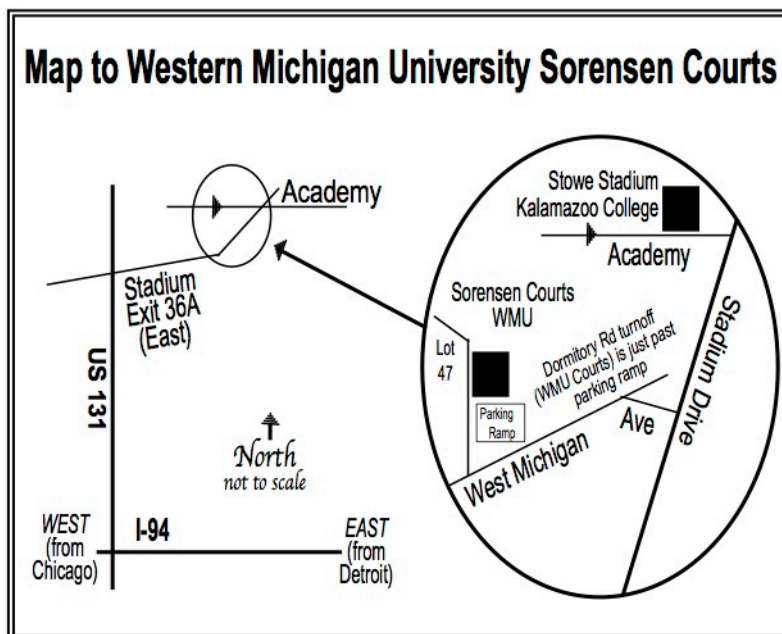 Map to Western Michigan University Sorensen Courts
Academy
Stadium
Exit 36A
(East)
US 131
North
not to scale
WEST
(from
Chicago)
I-94
EAST
(from
Detroit)
Stowe Stadium
Kalamazoo College
Academy
Sorensen Courts
WMU
Lot
47
Dormitory Rd turnoff
(WMU Courts) is just past
parking ramp
Parking
Ramp
West Michigan
Ave
Stadium Drive